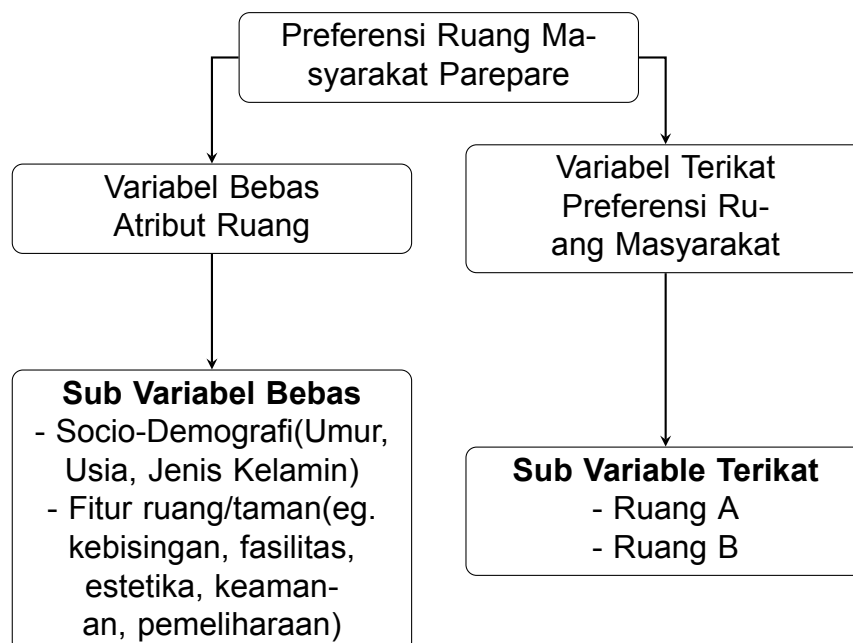 Preferensi Ruang Ma-
syarakat Parepare
Variabel Bebas
Atribut Ruang
Variabel Terikat
Preferensi Ru-
ang Masyarakat
Sub Variabel Bebas
- Socio-Demografi(Umur,
Usia, Jenis Kelamin)
- Fitur ruang/taman(eg.
kebisingan, fasilitas,
estetika, keaman-
an, pemeliharaan)
Sub Variable Terikat
- Ruang A
- Ruang B